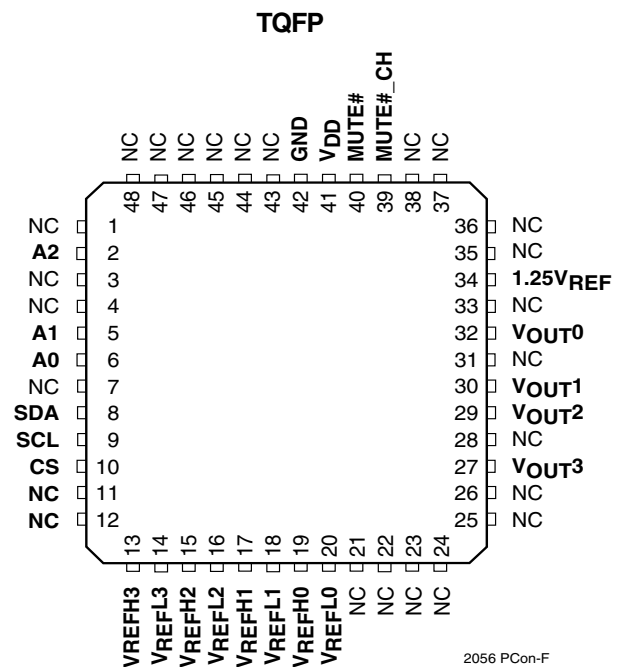 TQFP
NC NC NC NC NC NC GND VDD MUTE# MUTE#_CH NC NC
48 47 46 45 44 43 42 41 40 39 38 37
NC 1 36 NC
A2 2 35 NC
NC 3 34 1.25VREF
NC 4 33 NC
A1 5 32 VOUT0
A0 6 31 NC
NC 7 30 VOUT1
SDA 8 29 VOUT2
SCL 9 28 NC
CS 10 27 VOUT3
NC 11 26 NC
NC 12 25 NC
13 14 15 16 17 18 19 20 21 22 23 24
VREFH3 VREFL3 VREFH2 VREFL2 VREFH1 VREFL1 VREFH0 VREFL0 NC NC NC NC
2056 PCon-F